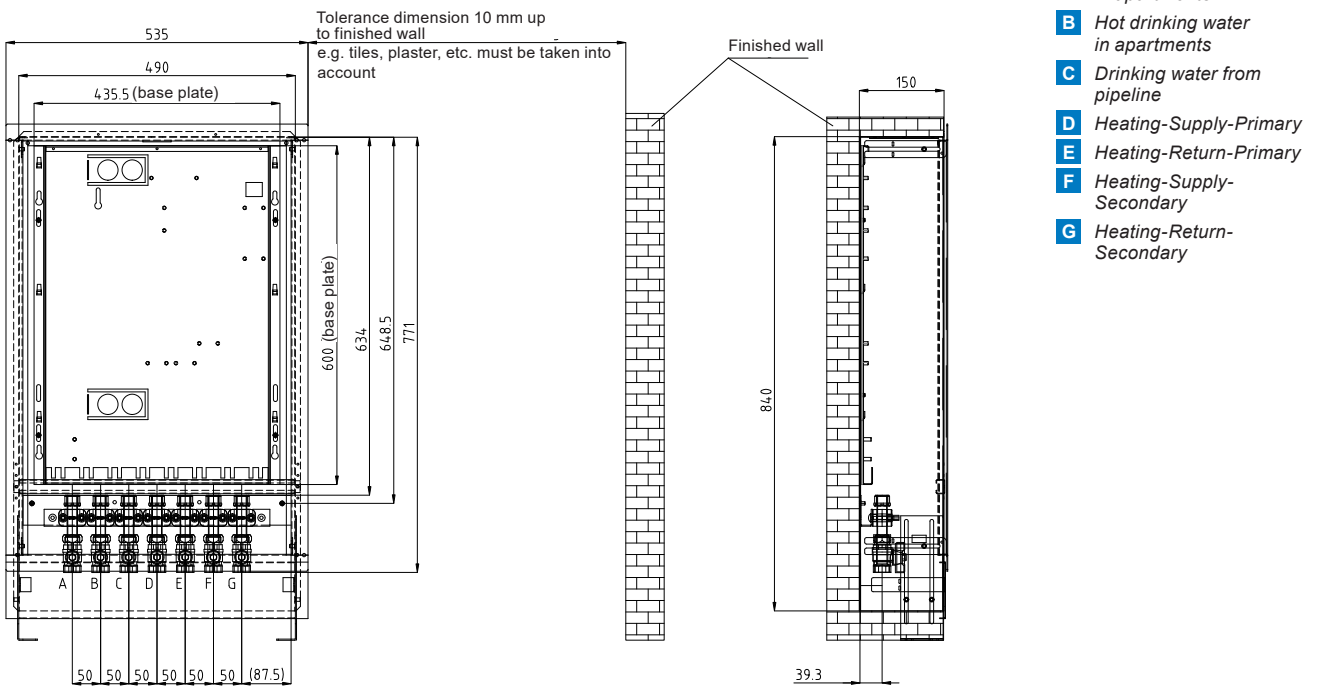 Tolerance dimension 10 mm up
to finished wall
e.g. tiles, plaster, etc. must be taken into
account
535
490
435.5 (base plate)
600 (base plate)
634
648.5
771
A B C D E F G
50 50 50 50 50 50 (87.5)
Finished wall
150
840
39.3
B Hot drinking water
in apartments
C Drinking water from
pipeline
D Heating-Supply-Primary
E Heating-Return-Primary
F Heating-Supply-
Secondary
G Heating-Return-
Secondary